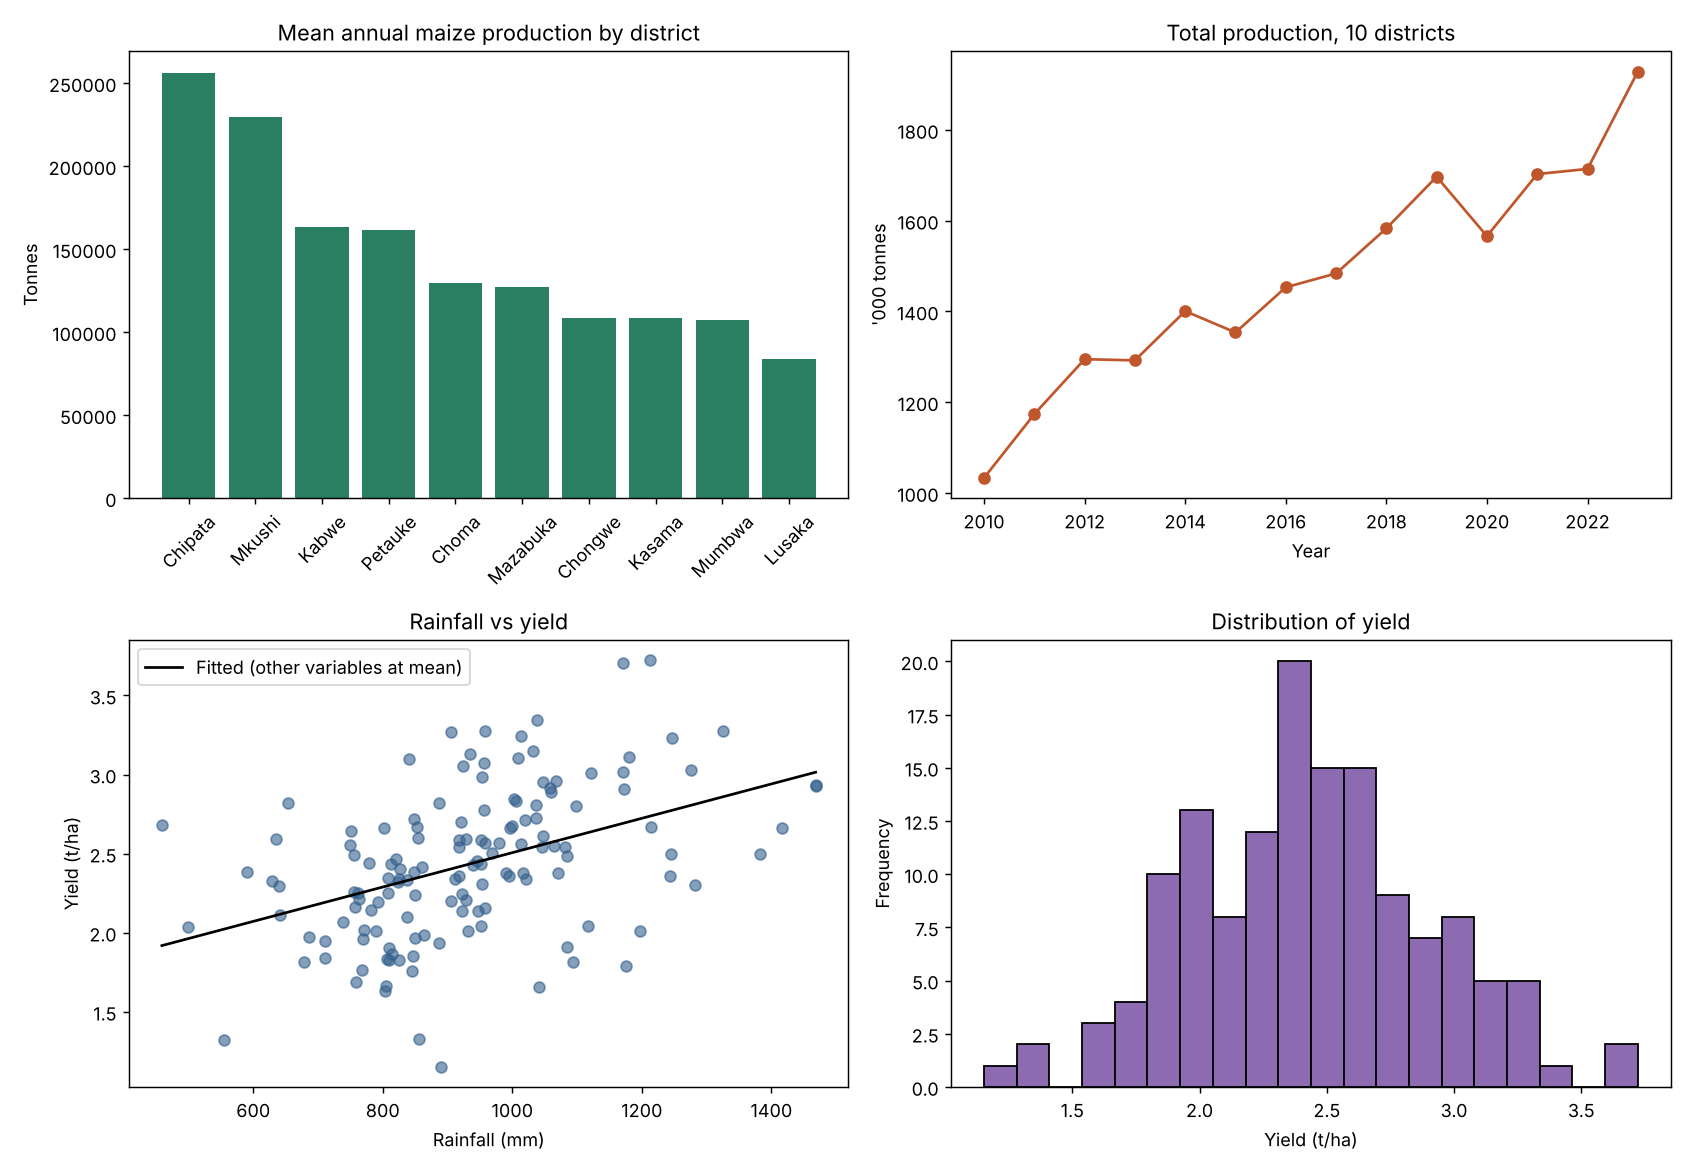 Mean annual maize production by district
Tonnes
250000
200000
150000
100000
50000
0
Chipata
Mkushi
Kabwe
Petauke
Choma
Mazabuka
Chongwe
Kasama
Mumbwa
Lusaka
Total production, 10 districts
'000 tonnes
1800
1600
1400
1200
1000
2010
2012
2014
2016
2018
2020
2022
Year
Rainfall vs yield
Fitted (other variables at mean)
Yield (t/ha)
3.5
3.0
2.5
2.0
1.5
600
800
1000
1200
1400
Rainfall (mm)
Distribution of yield
Frequency
20.0
17.5
15.0
12.5
10.0
7.5
5.0
2.5
0.0
1.5
2.0
2.5
3.0
3.5
Yield (t/ha)